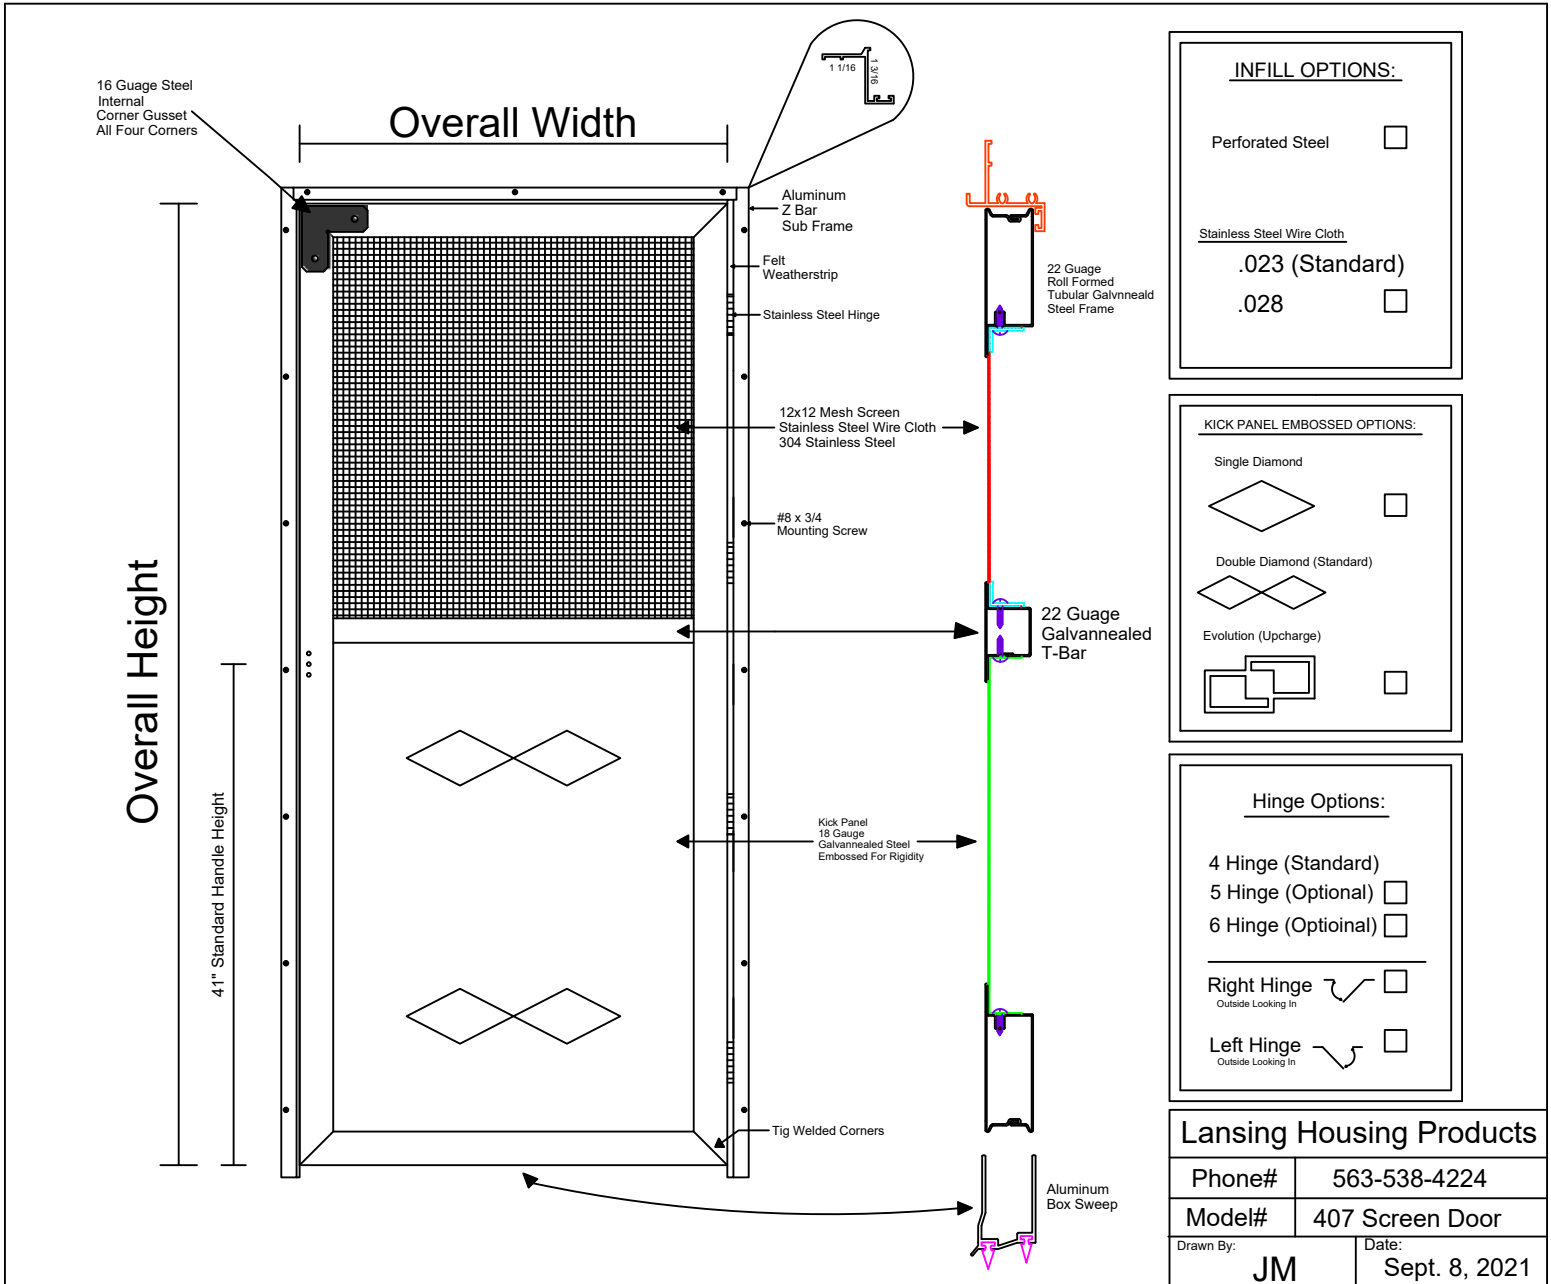 16 Guage Steel
Internal
Corner Gusset
All Four Corners
Overall Width
1 1/16
1 3/16
Aluminum
Z Bar
Sub Frame
Felt
Weatherstrip
Stainless Steel Hinge
12x12 Mesh Screen
Stainless Steel Wire Cloth
304 Stainless Steel
#8 x 3/4
Mounting Screw
Overall Height
41" Standard Handle Height
Kick Panel
18 Gauge
Galvannealed Steel
Embossed For Rigidity
Tig Welded Corners
22 Guage
Roll Formed
Tubular Galvnneald
Steel Frame
22 Guage
Galvannealed
T-Bar
Aluminum
Box Sweep
INFILL OPTIONS:
Perforated Steel
Stainless Steel Wire Cloth
.023 (Standard)
.028
KICK PANEL EMBOSSED OPTIONS:
Single Diamond
Double Diamond (Standard)
Evolution (Upcharge)
Hinge Options:
4 Hinge (Standard)
5 Hinge (Optional)
6 Hinge (Optioinal)
Right Hinge
Outside Looking In
Left Hinge
Outside Looking In
Lansing Housing Products
Phone# 563-538-4224
Model# 407 Screen Door
Drawn By: JM
Date: Sept. 8, 2021